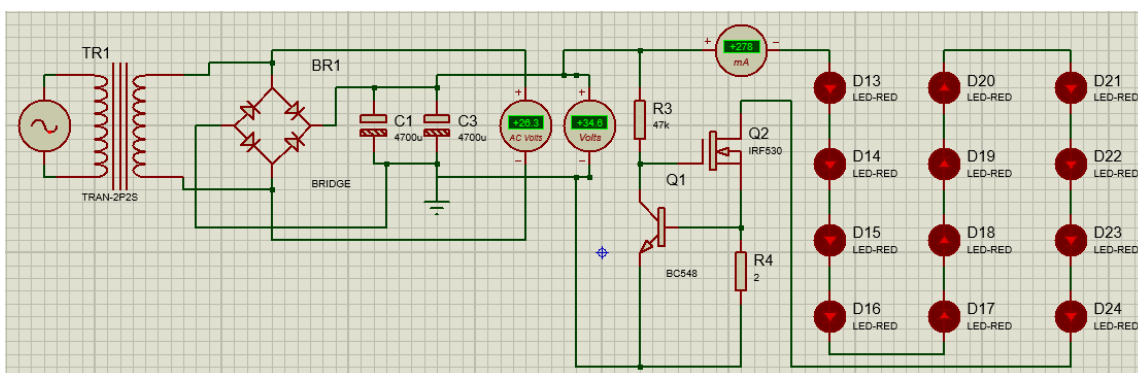 TR1
TRAN-2P2S
BR1
BRIDGE
C1
4700u
C3
4700u
+26.3
AC Volts
+34.6
Volts
R3
47k
Q1
BC548
Q2
IRF530
R4
2
+278
mA
D13
LED-RED
D20
LED-RED
D21
LED-RED
D14
LED-RED
D19
LED-RED
D22
LED-RED
D15
LED-RED
D18
LED-RED
D23
LED-RED
D16
LED-RED
D17
LED-RED
D24
LED-RED